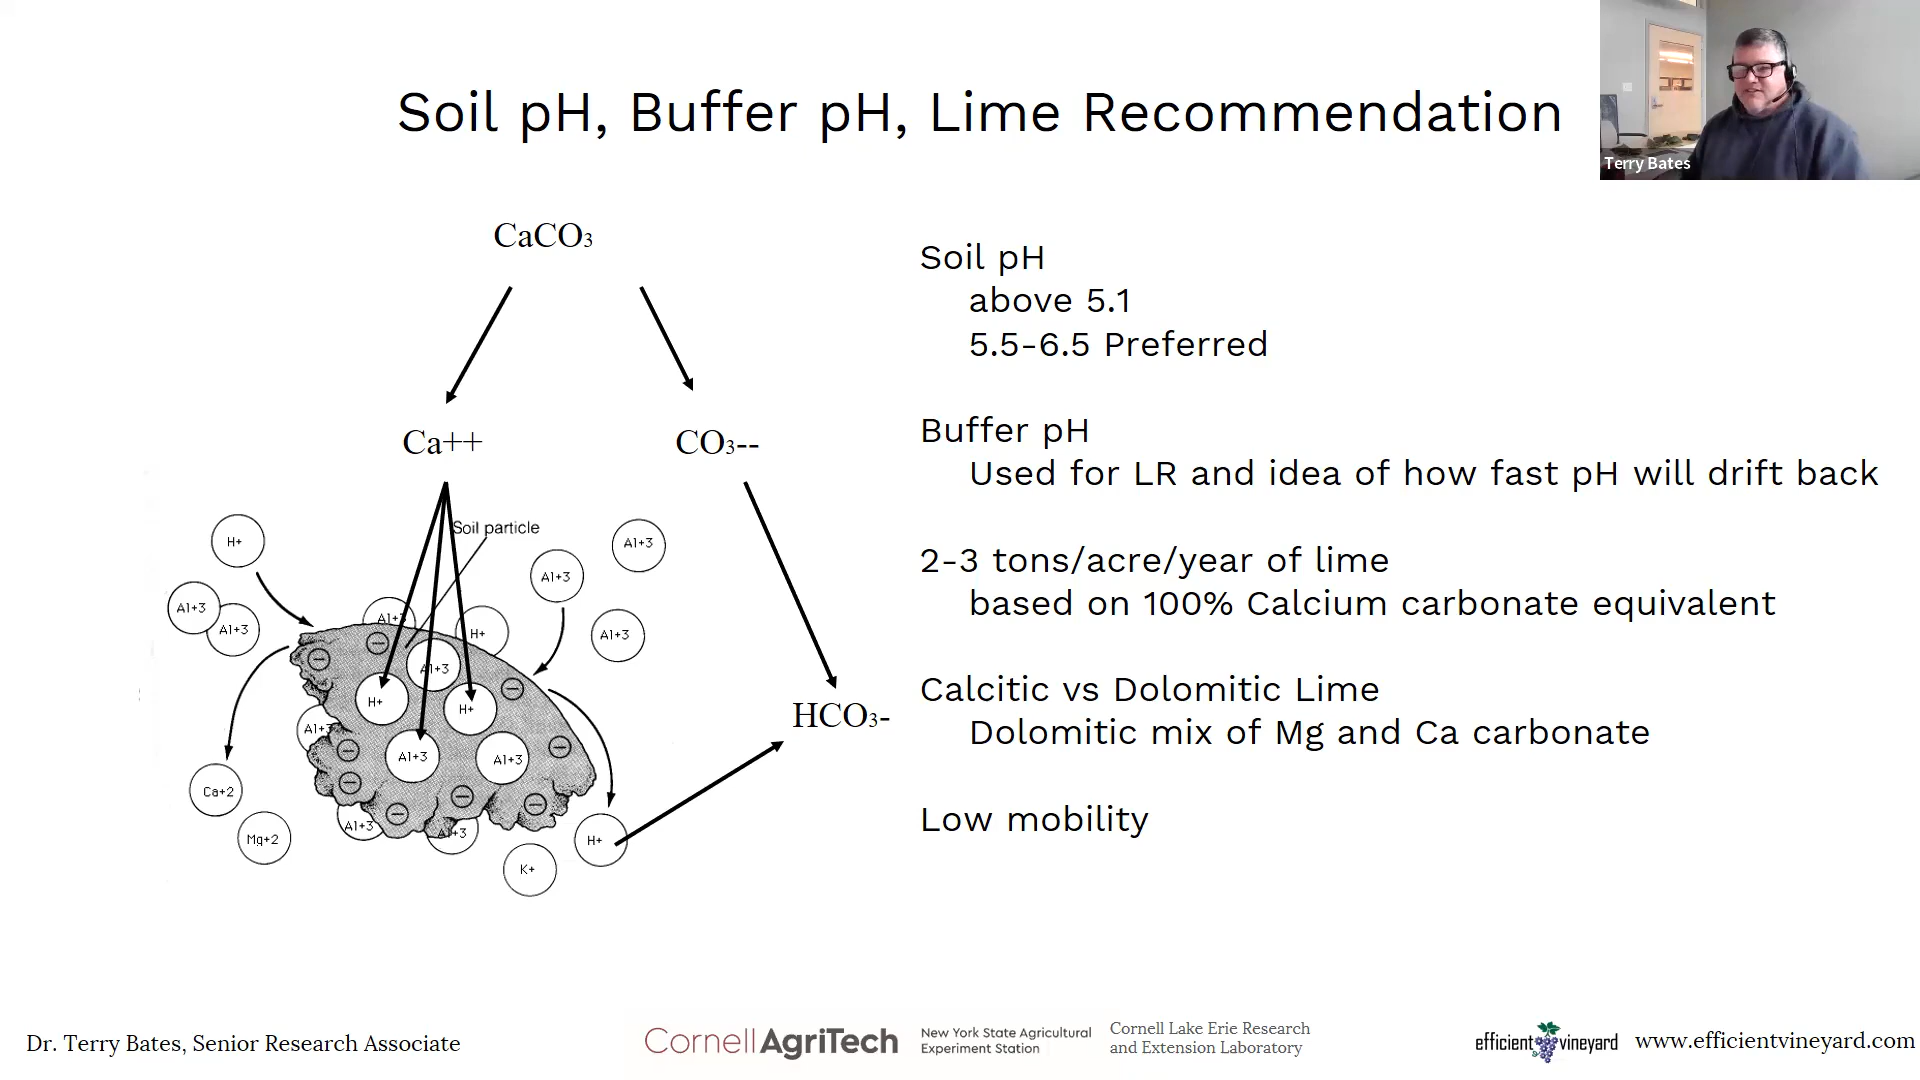 Soil pH, Buffer pH, Lime Recommendation
Terry Bates
CaCO3
Ca++
CO3--
Soil particle
H+
Al+3
Al+3
Al+3
Al+3
Al+3
Al+3
Al+3
H+
Al+3
H+
H+
Al+3
Al+3
Al+3
Ca+2
Mg+2
Al+3
Al+3
H+
K+
HCO3-
Soil pH
above 5.1
5.5-6.5 Preferred
Buffer pH
Used for LR and idea of how fast pH will drift back
2-3 tons/acre/year of lime
based on 100% Calcium carbonate equivalent
Calcitic vs Dolomitic Lime
Dolomitic mix of Mg and Ca carbonate
Low mobility
Dr. Terry Bates, Senior Research Associate
Cornell AgriTech
New York State Agricultural
Experiment Station
Cornell Lake Erie Research
and Extension Laboratory
efficient vineyard
www.efficientvineyard.com